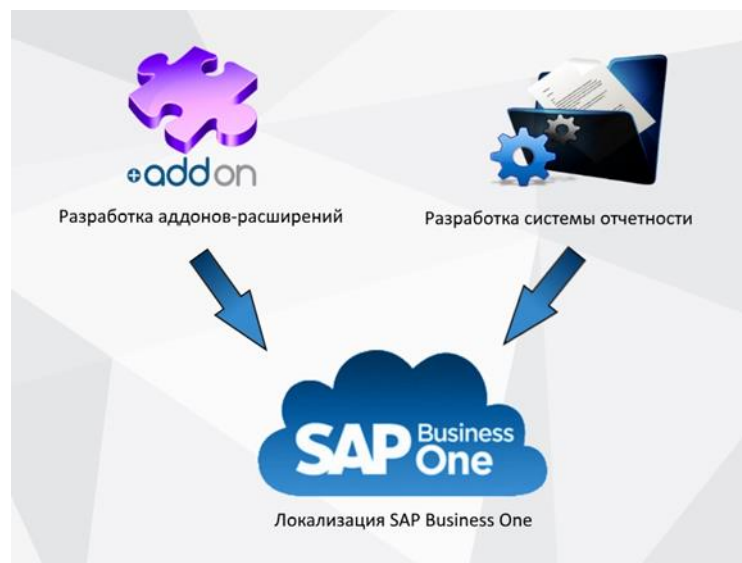 +addon
Разработка аддонов-расширений
Разработка системы отчетности
SAP Business
One
Локализация SAP Business One